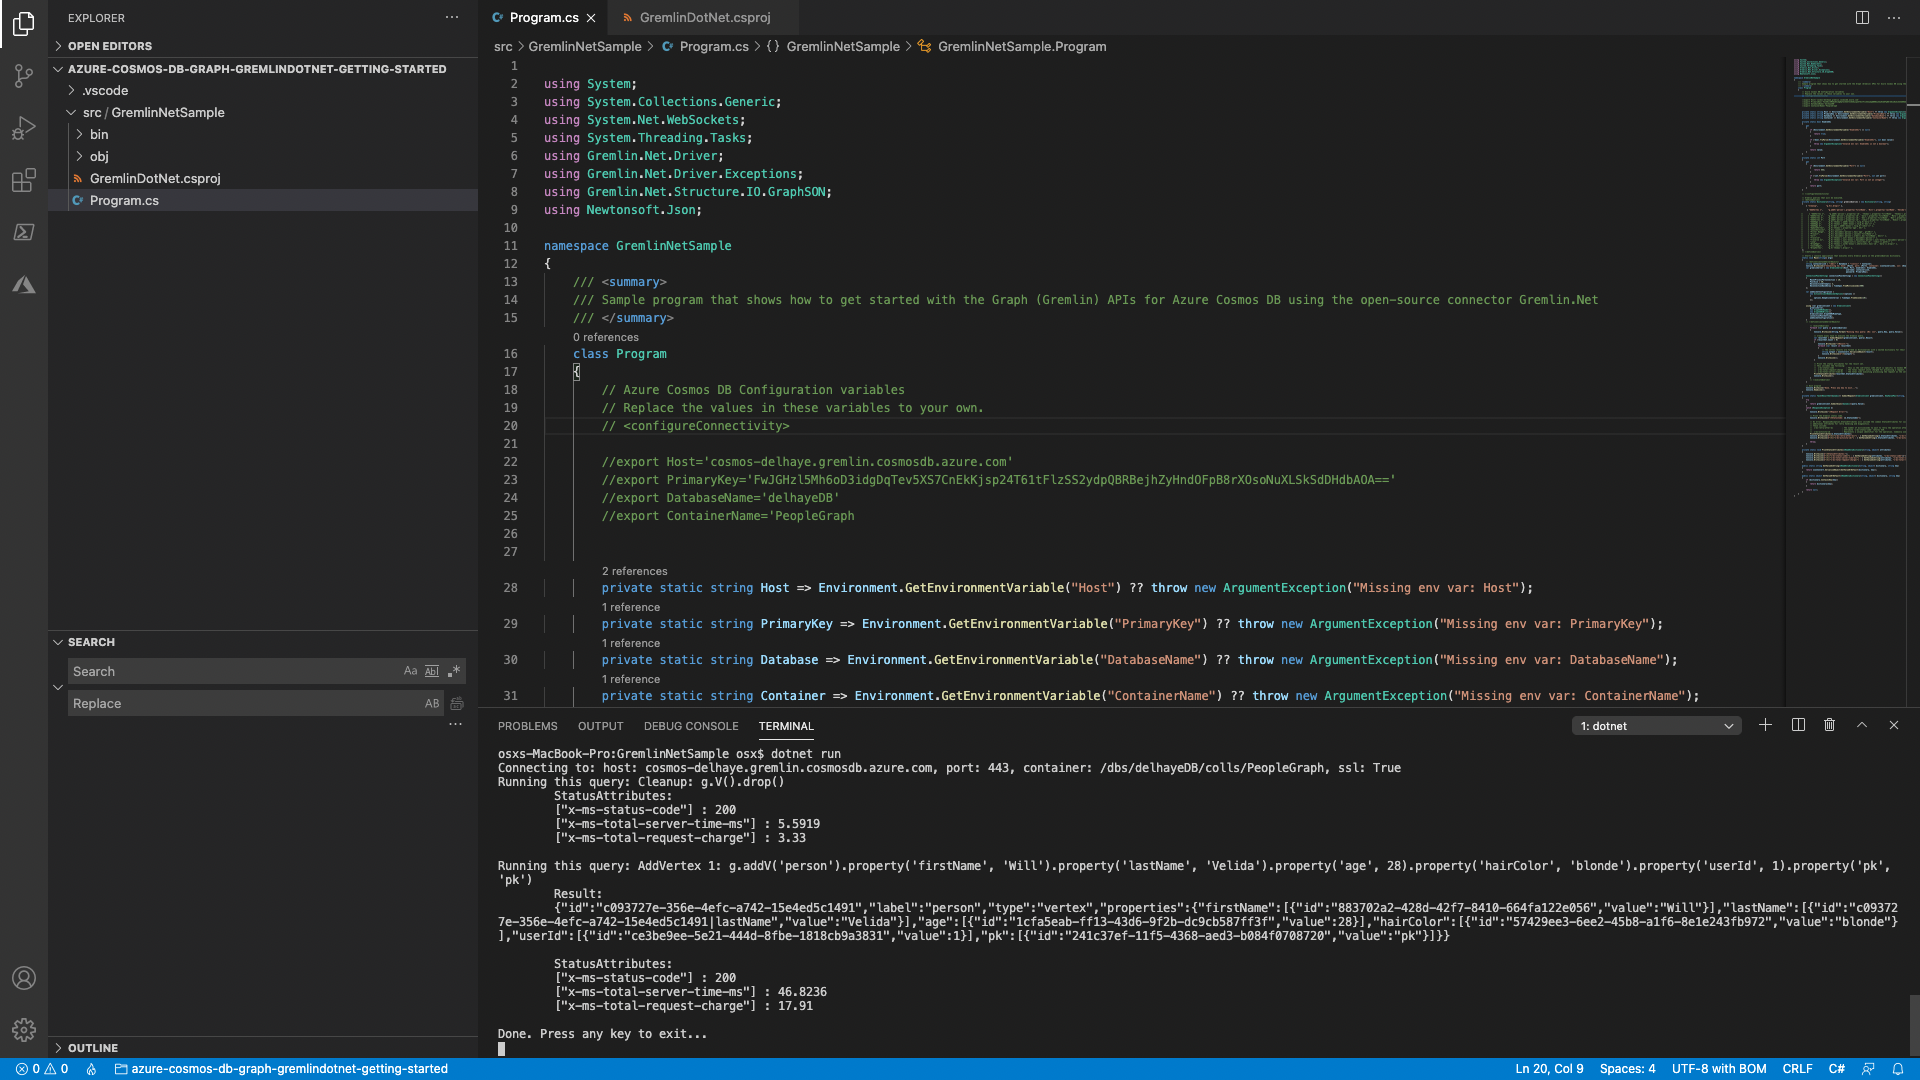 EXPLORER
OPEN EDITORS
AZURE-COSMOS-DB-GRAPH-GREMLINDOTNET-GETTING-STARTED
.vscode
src / GremlinNetSample
bin
obj
GremlinDotNet.csproj
Program.cs
SEARCH
Search
Replace
OUTLINE
Program.cs
GremlinDotNet.csproj
src > GremlinNetSample > Program.cs > {} GremlinNetSample > GremlinNetSample.Program
1
2 using System;
3 using System.Collections.Generic;
4 using System.Net.WebSockets;
5 using System.Threading.Tasks;
6 using Gremlin.Net.Driver;
7 using Gremlin.Net.Driver.Exceptions;
8 using Gremlin.Net.Structure.IO.GraphSON;
9 using Newtonsoft.Json;
10
11 namespace GremlinNetSample
12 {
13 /// <summary>
14 /// Sample program that shows how to get started with the Graph (Gremlin) APIs for Azure Cosmos DB using the open-source connector Gremlin.Net
15 /// </summary>
0 references
16 class Program
17 {
18 // Azure Cosmos DB Configuration variables
19 // Replace the values in these variables to your own.
20 // <configureConnectivity>
21
22 //export Host='cosmos-delhaye.gremlin.cosmosdb.azure.com'
23 //export PrimaryKey='FwJGHzl5Mh6oD3idgDqTev5XS7CnEkKjsp24T61tFlzSS2ydpQBRBejhZyHndOFpB8rXOsoNuXLSkSdDHdbAOA=='
24 //export DatabaseName='delhayeDB'
25 //export ContainerName='PeopleGraph
26
27
2 references
28 private static string Host => Environment.GetEnvironmentVariable("Host") ?? throw new ArgumentException("Missing env var: Host");
1 reference
29 private static string PrimaryKey => Environment.GetEnvironmentVariable("PrimaryKey") ?? throw new ArgumentException("Missing env var: PrimaryKey");
1 reference
30 private static string Database => Environment.GetEnvironmentVariable("DatabaseName") ?? throw new ArgumentException("Missing env var: DatabaseName");
1 reference
31 private static string Container => Environment.GetEnvironmentVariable("ContainerName") ?? throw new ArgumentException("Missing env var: ContainerName");
PROBLEMS OUTPUT DEBUG CONSOLE TERMINAL
1: dotnet
osxs-MacBook-Pro:GremlinNetSample osx$ dotnet run
Connecting to: host: cosmos-delhaye.gremlin.cosmosdb.azure.com, port: 443, container: /dbs/delhayeDB/colls/PeopleGraph, ssl: True
Running this query: Cleanup: g.V().drop()
StatusAttributes:
["x-ms-status-code"] : 200
["x-ms-total-server-time-ms"] : 5.5919
["x-ms-total-request-charge"] : 3.33
Running this query: AddVertex 1: g.addV('person').property('firstName', 'Will').property('lastName', 'Velida').property('age', 28).property('hairColor', 'blonde').property('userId', 1).property('pk',
'pk')
Result:
{"id":"c093727e-356e-4efc-a742-15e4ed5c1491","label":"person","type":"vertex","properties":{"firstName":[{"id":"883702a2-428d-42f7-8410-664fa122e056","value":"Will"}],"lastName":[{"id":"c09372
7e-356e-4efc-a742-15e4ed5c1491|lastName","value":"Velida"}],"age":[{"id":"1cfa5eab-ff13-43d6-9f2b-dc9cb587ff3f","value":28}],"hairColor":[{"id":"57429ee3-6ee2-45b8-a1f6-8e1e243fb972","value":"blonde"}
],"userId":[{"id":"ce3be9ee-5e21-444d-8fbe-1818cb9a3831","value":1}],"pk":[{"id":"241c37ef-11f5-4368-aed3-b084f0708720","value":"pk"}]}}
StatusAttributes:
["x-ms-status-code"] : 200
["x-ms-total-server-time-ms"] : 46.8236
["x-ms-total-request-charge"] : 17.91
Done. Press any key to exit...
0 0 azure-cosmos-db-graph-gremlindotnet-getting-started
Ln 20, Col 9 Spaces: 4 UTF-8 with BOM CRLF C#